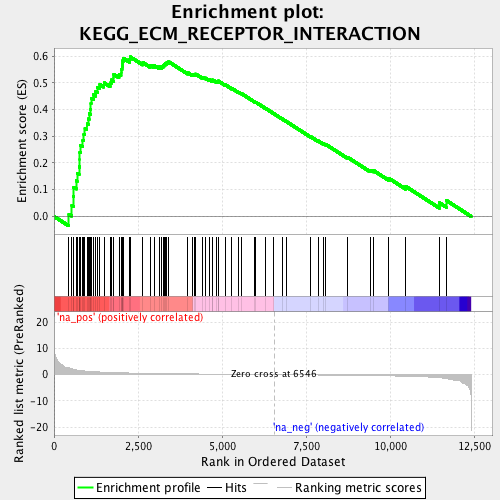 Enrichment plot:
KEGG_ECM_RECEPTOR_INTERACTION
Enrichment score (ES)
0.6
0.5
0.4
0.3
0.2
0.1
0.0
'na_pos' (positively correlated)
Ranked list metric (PreRanked)
20
10
0
-10
-20
Zero cross at 6546
'na_neg' (negatively correlated)
0 2,500 5,000 7,500 10,000 12,500
Rank in Ordered Dataset
Enrichment profile Hits Ranking metric scores